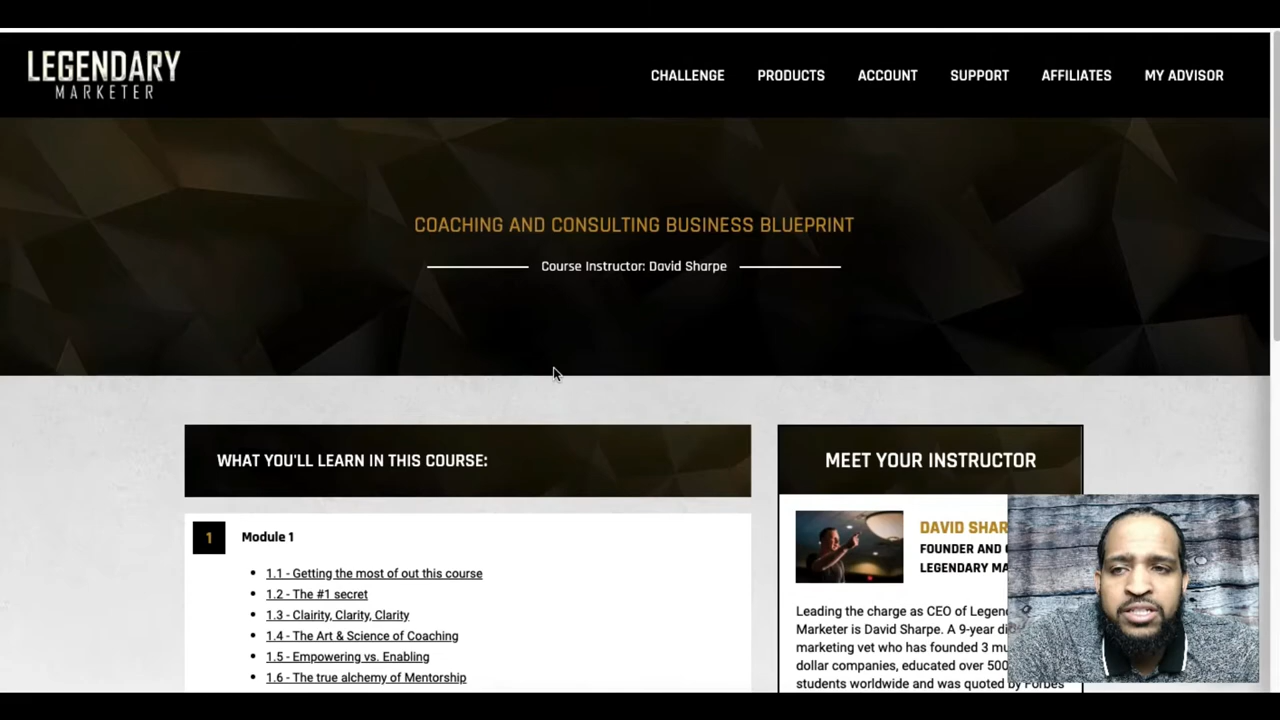 LEGENDARY
MARKETER
CHALLENGE PRODUCTS ACCOUNT SUPPORT AFFILIATES MY ADVISOR
COACHING AND CONSULTING BUSINESS BLUEPRINT
Course Instructor: David Sharpe
WHAT YOU'LL LEARN IN THIS COURSE:
1 Module 1
1.1 - Getting the most of out this course
1.2 - The #1 secret
1.3 - Clairity, Clarity, Clarity
1.4 - The Art & Science of Coaching
1.5 - Empowering vs. Enabling
1.6 - The true alchemy of Mentorship
MEET YOUR INSTRUCTOR
DAVID SHAR
FOUNDER AND
LEGENDARY MA
Leading the charge as CEO of Legen
Marketer is David Sharpe. A 9-year di
marketing vet who has founded 3 mu
dollar companies, educated over 500
students worldwide and was quoted by Forbes